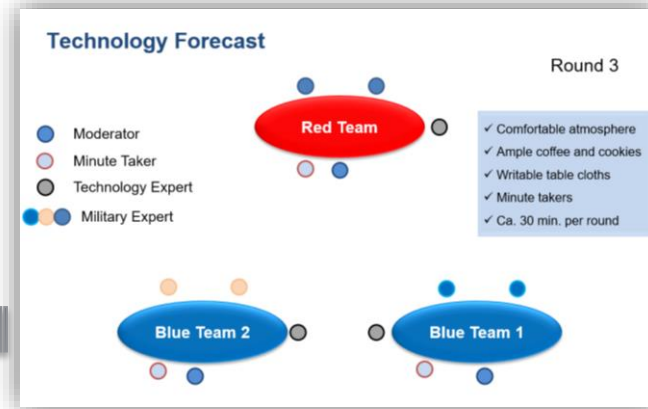 Technology Forecast
Round 3
Red Team
Moderator
Minute Taker
Technology Expert
Military Expert
✓ Comfortable atmosphere
✓ Ample coffee and cookies
✓ Writable table cloths
✓ Minute takers
✓ Ca. 30 min. per round
Blue Team 2
Blue Team 1